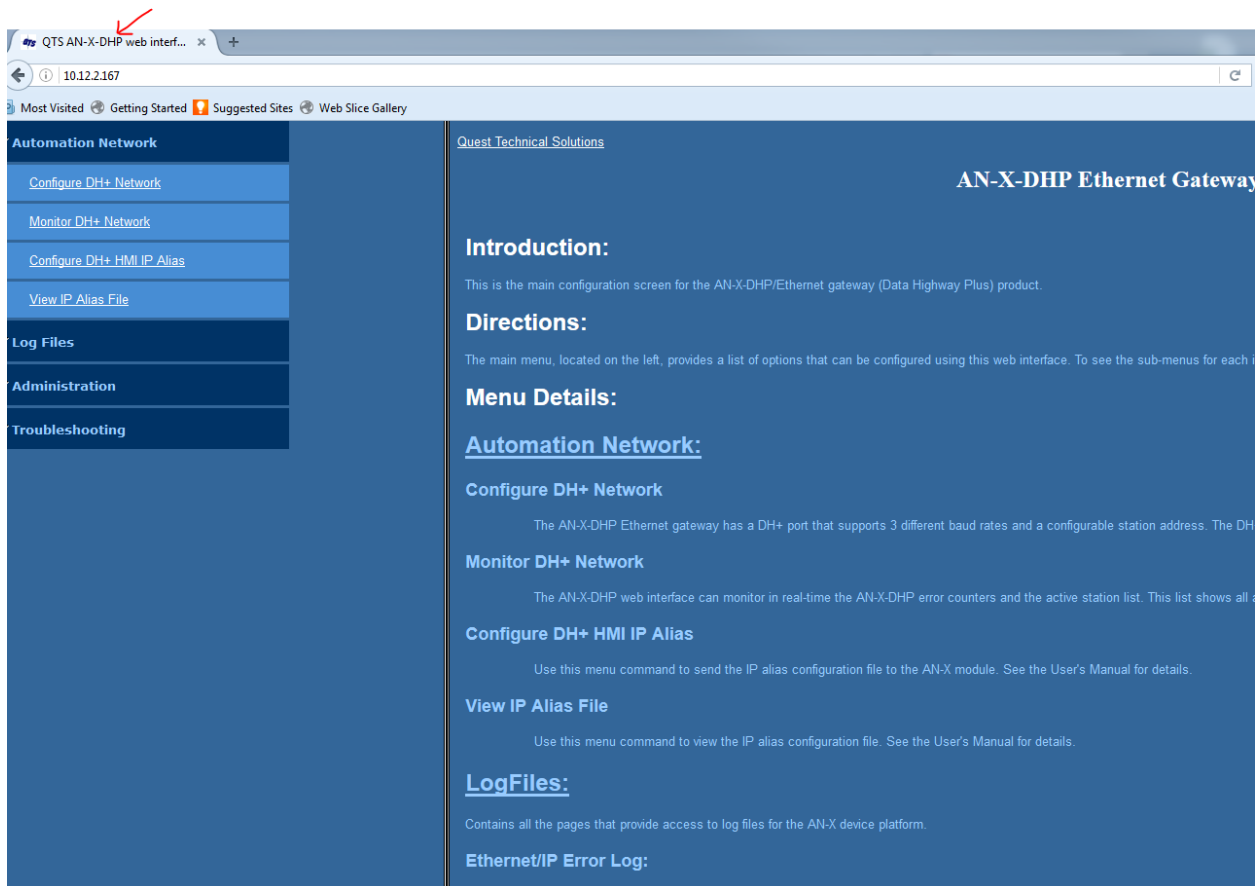 QTS AN-X-DHP web interf...
10.12.2.167
Most Visited Getting Started Suggested Sites Web Slice Gallery
Automation Network
Configure DH+ Network
Monitor DH+ Network
Configure DH+ HMI IP Alias
View IP Alias File
Log Files
Administration
Troubleshooting
Quest Technical Solutions
AN-X-DHP Ethernet Gateway
Introduction:
This is the main configuration screen for the AN-X-DHP/Ethernet gateway (Data Highway Plus) product.
Directions:
The main menu, located on the left, provides a list of options that can be configured using this web interface. To see the sub-menus for each i
Menu Details:
Automation Network:
Configure DH+ Network
The AN-X-DHP Ethernet gateway has a DH+ port that supports 3 different baud rates and a configurable station address. The DH
Monitor DH+ Network
The AN-X-DHP web interface can monitor in real-time the AN-X-DHP error counters and the active station list. This list shows all a
Configure DH+ HMI IP Alias
Use this menu command to send the IP alias configuration file to the AN-X module. See the User's Manual for details.
View IP Alias File
Use this menu command to view the IP alias configuration file. See the User's Manual for details.
LogFiles:
Contains all the pages that provide access to log files for the AN-X device platform.
Ethernet/IP Error Log: